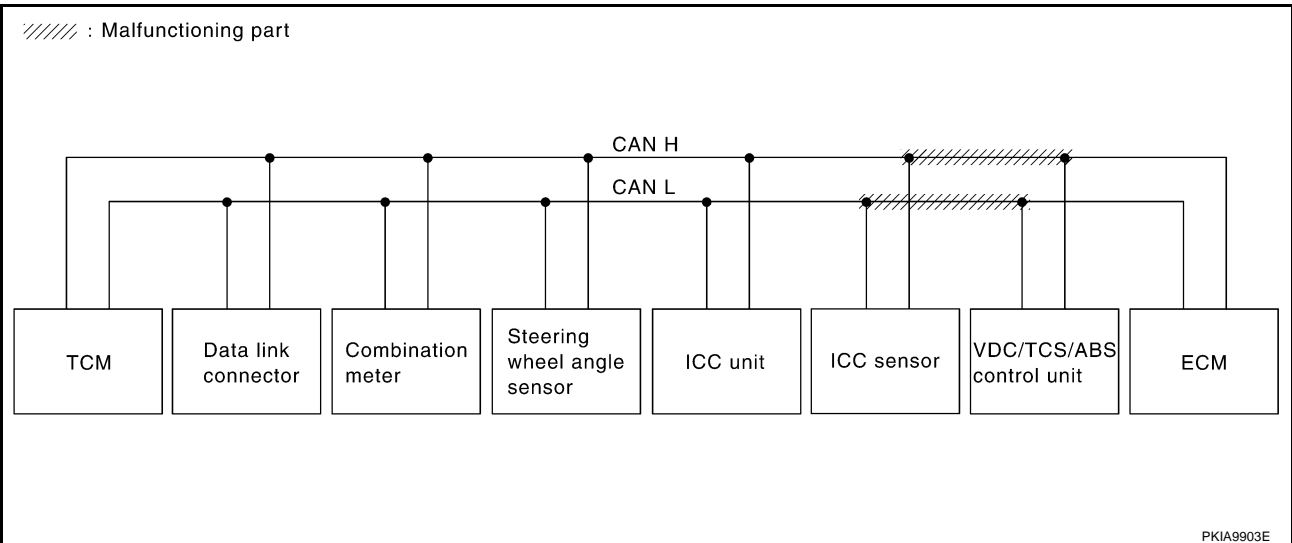 : Malfunctioning part
CAN H
CAN L
TCM
Data link
connector
Combination
meter
Steering
wheel angle
sensor
ICC unit
ICC sensor
VDC/TCS/ABS
control unit
ECM
PKIA9903E